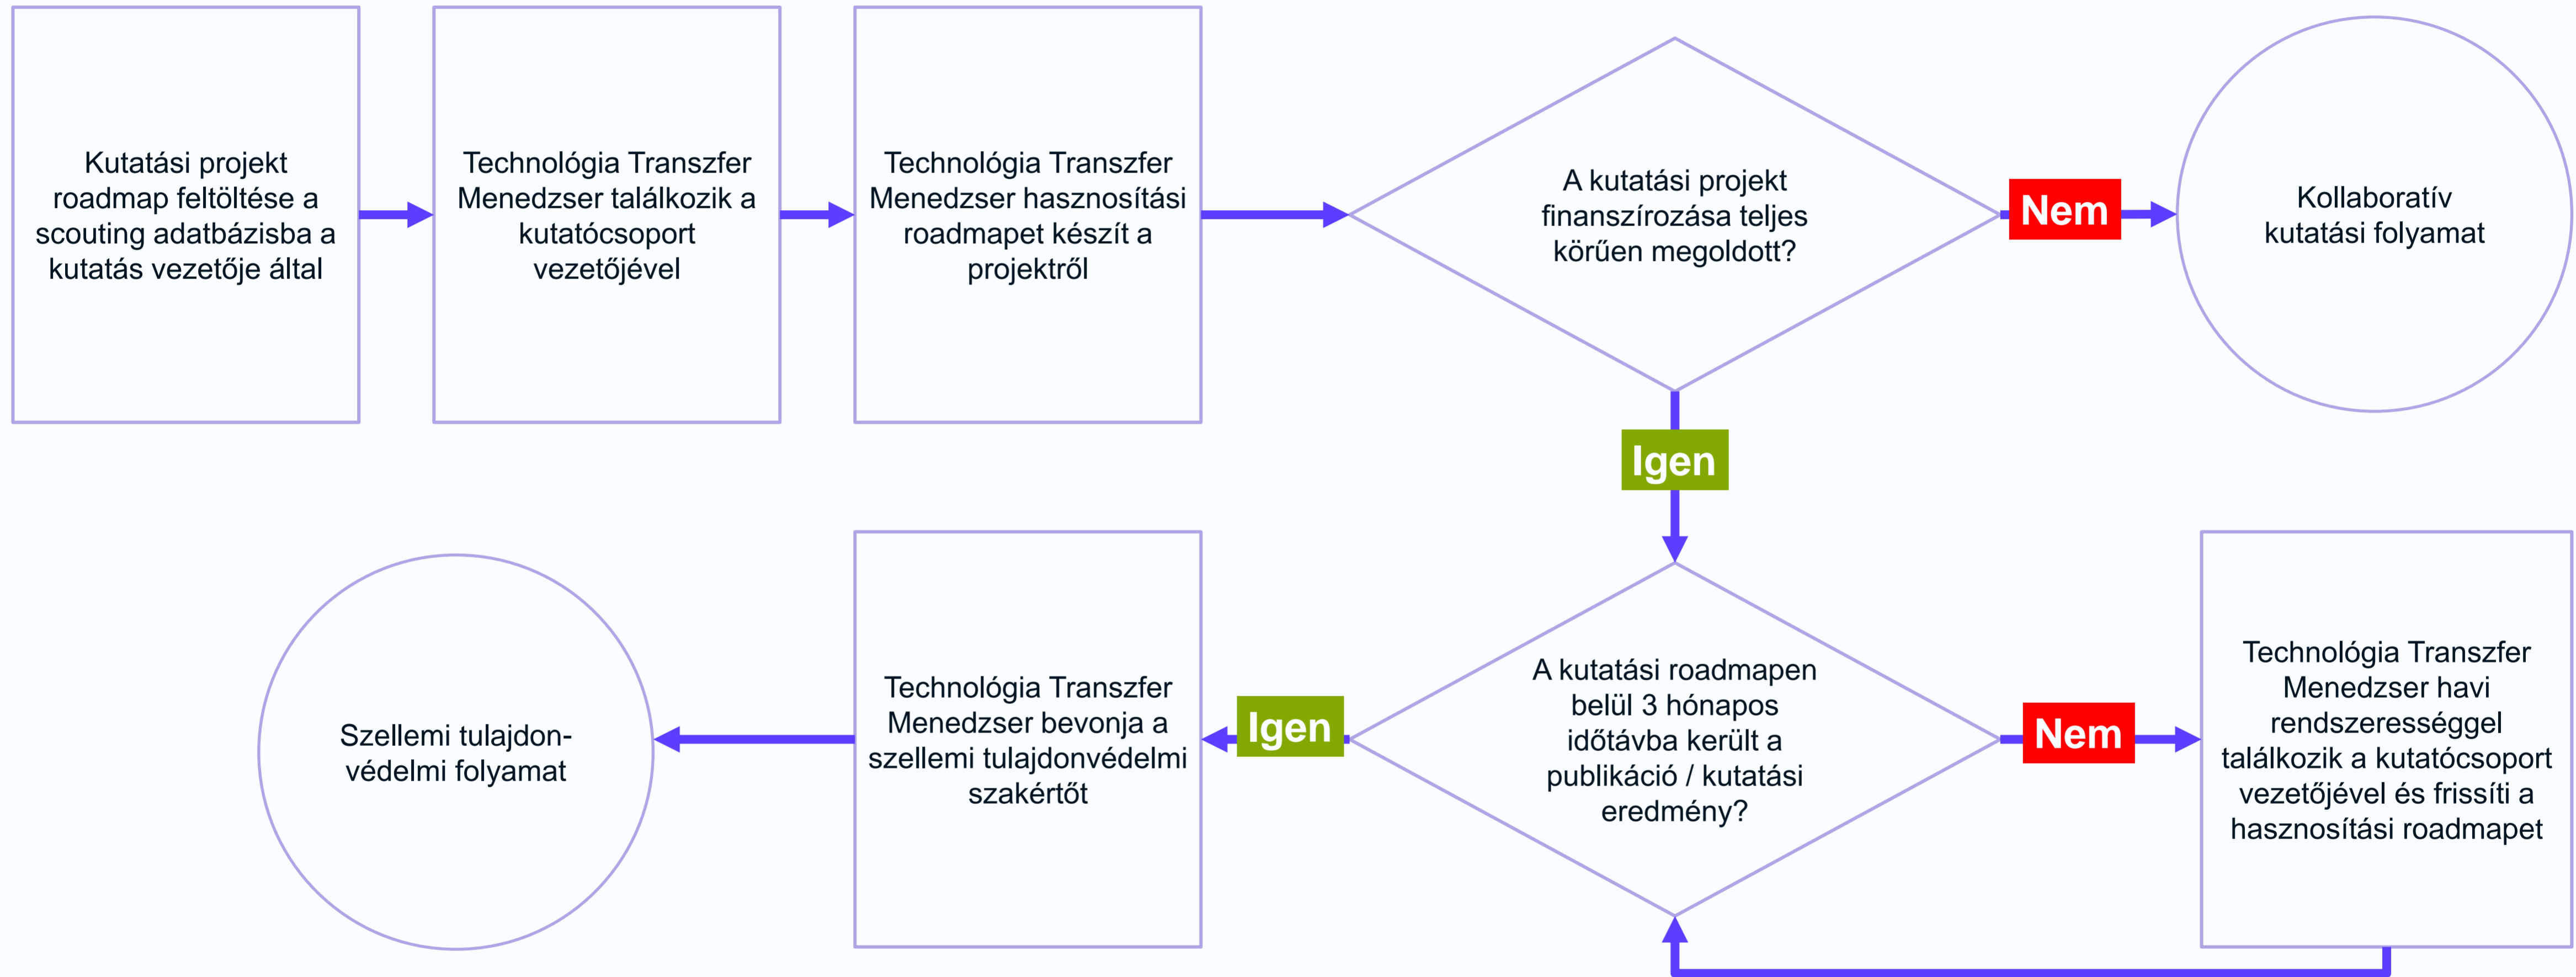 Kutatási projekt
roadmap feltöltése a
scouting adatbázisba a
kutatás vezetője által
Technológia Transzfer
Menedzser találkozik a
kutatócsoport
vezetőjével
Technológia Transzfer
Menedzser hasznosítási
roadmapet készít a
projektről
A kutatási projekt
finanszírozása teljes
körűen megoldott?
Nem
Kollaboratív
kutatási folyamat
Igen
Szellemi tulajdon-
védelmi folyamat
Technológia Transzfer
Menedzser bevonja a
szellemi tulajdonvédelmi
szakértőt
Igen
A kutatási roadmapen
belül 3 hónapos
időtávba került a
publikáció / kutatási
eredmény?
Nem
Technológia Transzfer
Menedzser havi
rendszerességgel
találkozik a kutatócsoport
vezetőjével és frissíti a
hasznosítási roadmapet